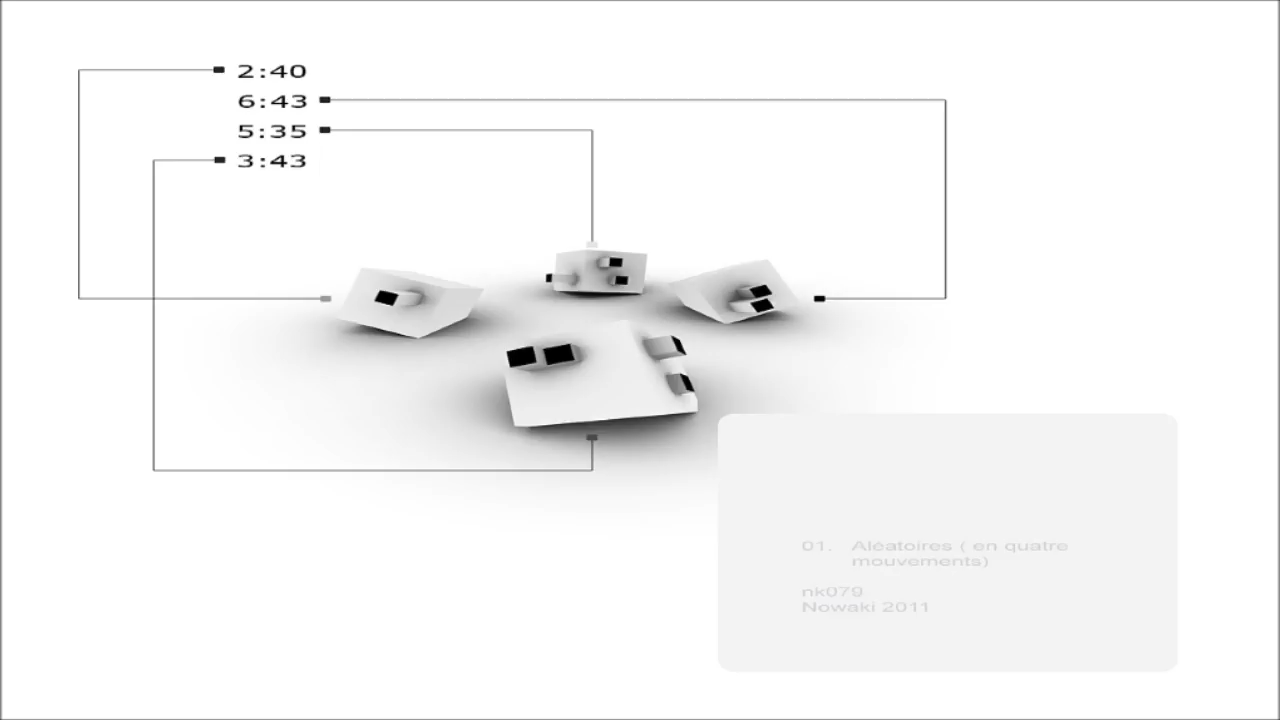 2:40
6:43
5:35
3:43
01. Aléatoires ( en quatre
mouvements)
nk079
Nowaki 2011